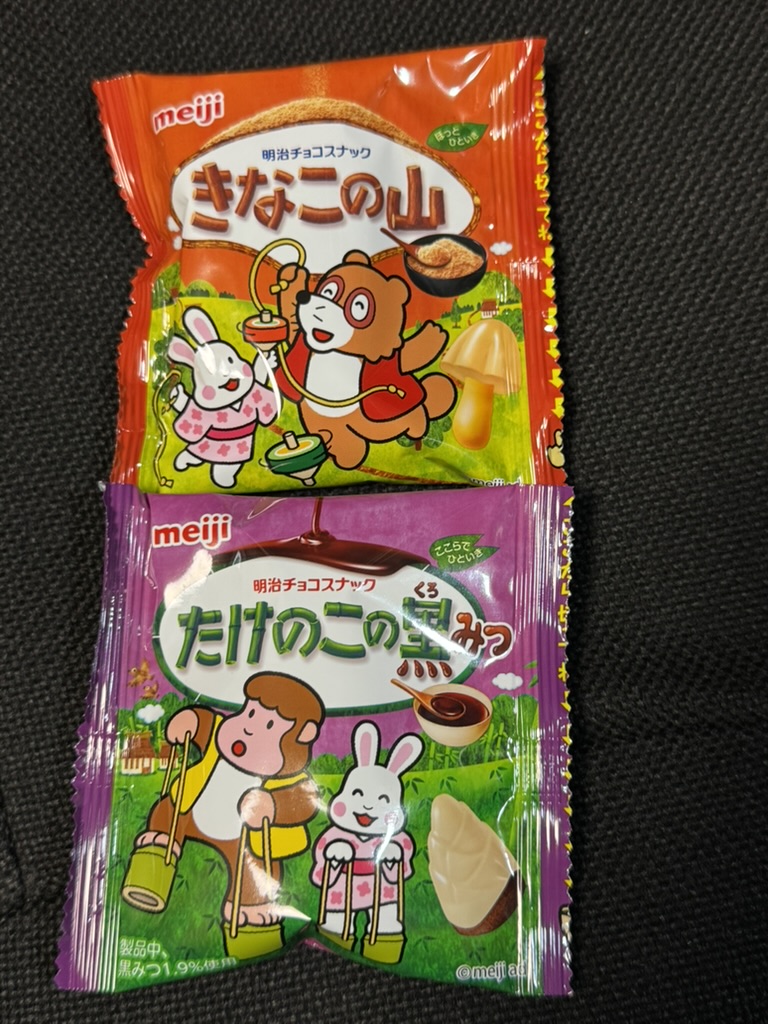 meiji
ほっと
ひといき
明治チョコスナック
きなこの山
meiji
ここらで
ひといき
明治チョコスナック
くろ
たけのこの黒みつ
製品中、
黒みつ1.9%使用
©meiji ad